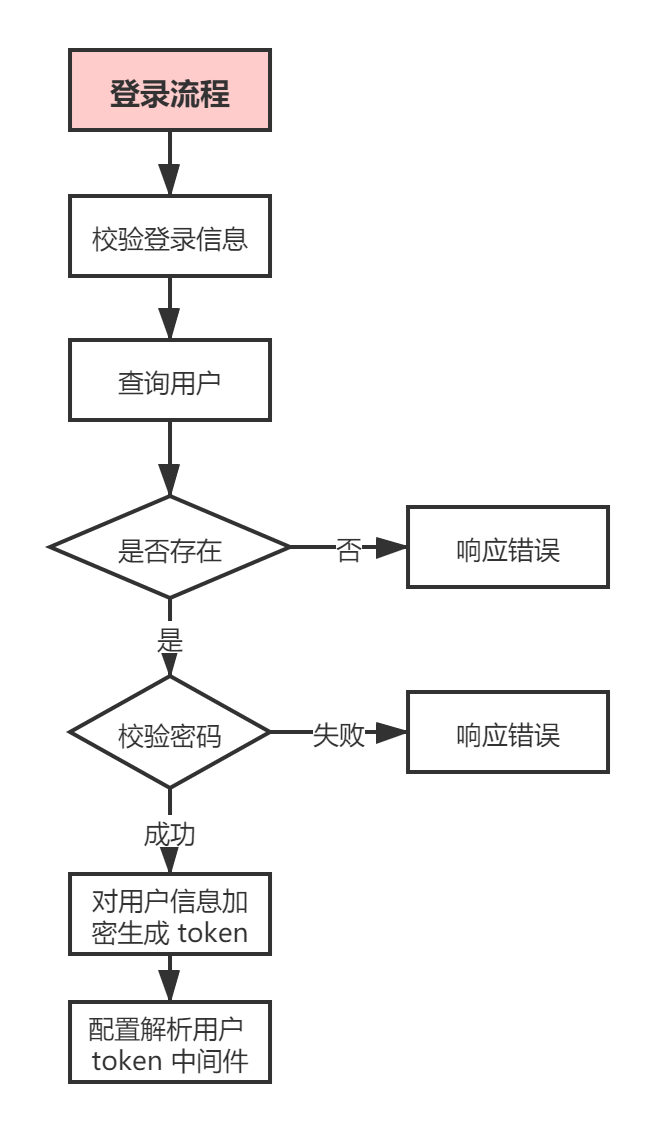 登录流程
校验登录信息
查询用户
是否存在
否
响应错误
是
校验密码
失败
响应错误
成功
对用户信息加
密生成 token
配置解析用户
token 中间件